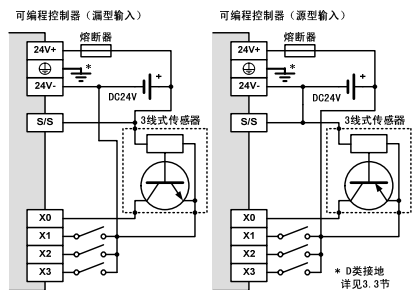 可编程控制器（漏型输入）
24V+
熔断器
*
24V-
DC24V
+
S/S
3线式传感器
X0
X1
X2
X3
可编程控制器（源型输入）
24V+
熔断器
*
24V-
DC24V
+
S/S
3线式传感器
X0
X1
X2
X3
* D类接地
详见3.3节